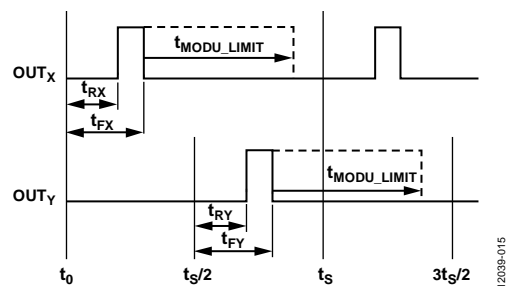 OUTX
tMODU_LIMIT
tRX
tFX
OUTY
tMODU_LIMIT
tRY
tFY
t0
tS/2
tS
3tS/2
12039-015